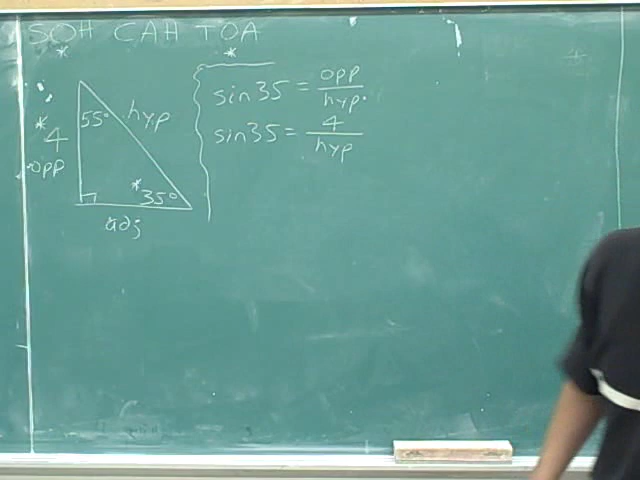 SOH CAH TOA
*
*
55°
hyp
*
4
opp
*
35°
adj
sin35 = opp
hyp.
sin35 = 4
hyp